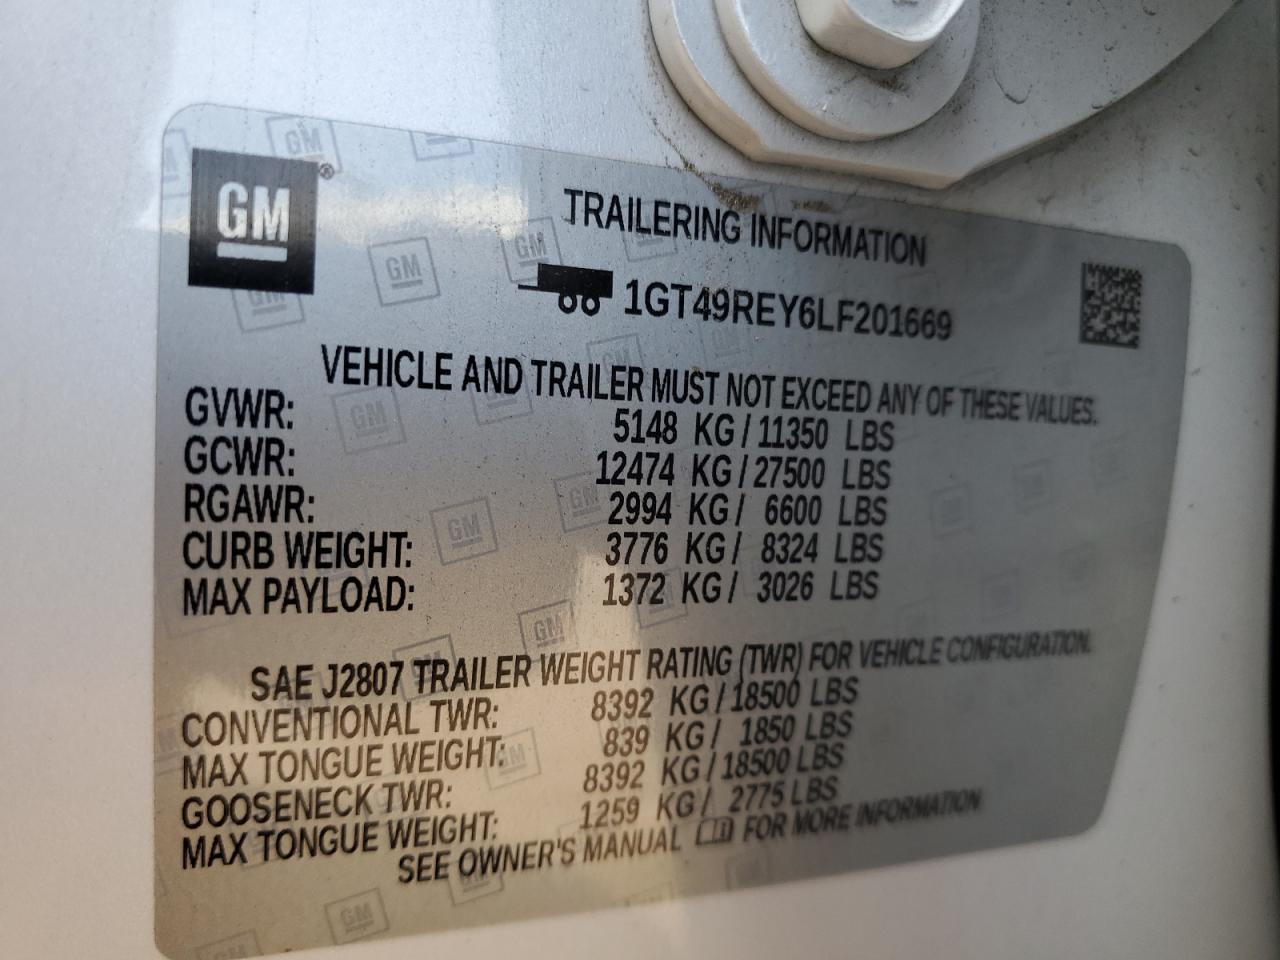 GM®
TRAILERING INFORMATION
1GT49REY6LF201669
VEHICLE AND TRAILER MUST NOT EXCEED ANY OF THESE VALUES.
GVWR: 5148 KG / 11350 LBS
GCWR: 12474 KG / 27500 LBS
RGAWR: 2994 KG / 6600 LBS
CURB WEIGHT: 3776 KG / 8324 LBS
MAX PAYLOAD: 1372 KG / 3026 LBS
SAE J2807 TRAILER WEIGHT RATING (TWR) FOR VEHICLE CONFIGURATION.
CONVENTIONAL TWR: 8392 KG / 18500 LBS
MAX TONGUE WEIGHT: 839 KG / 1850 LBS
GOOSENECK TWR: 8392 KG / 18500 LBS
MAX TONGUE WEIGHT: 1259 KG / 2775 LBS
SEE OWNER'S MANUAL FOR MORE INFORMATION